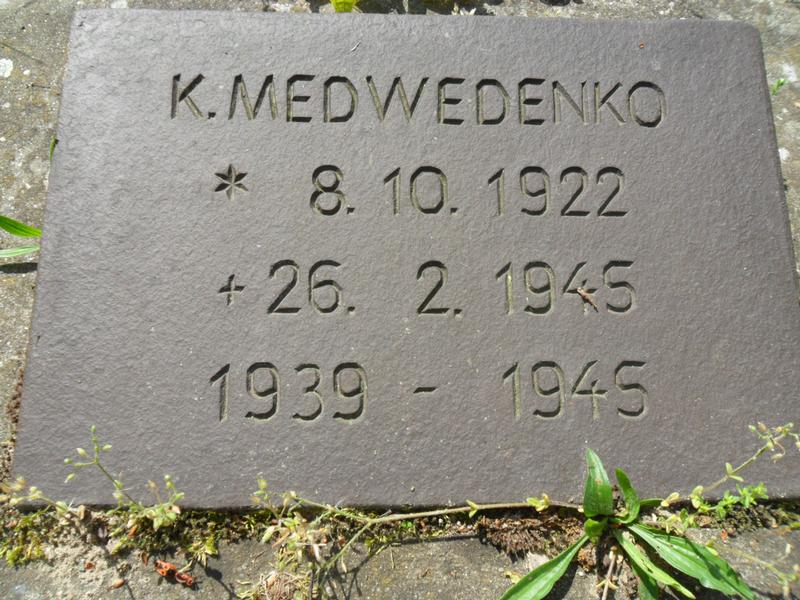 K. MEDWEDENKO
* 8. 10. 1922
+ 26. 2. 1945
1939 - 1945